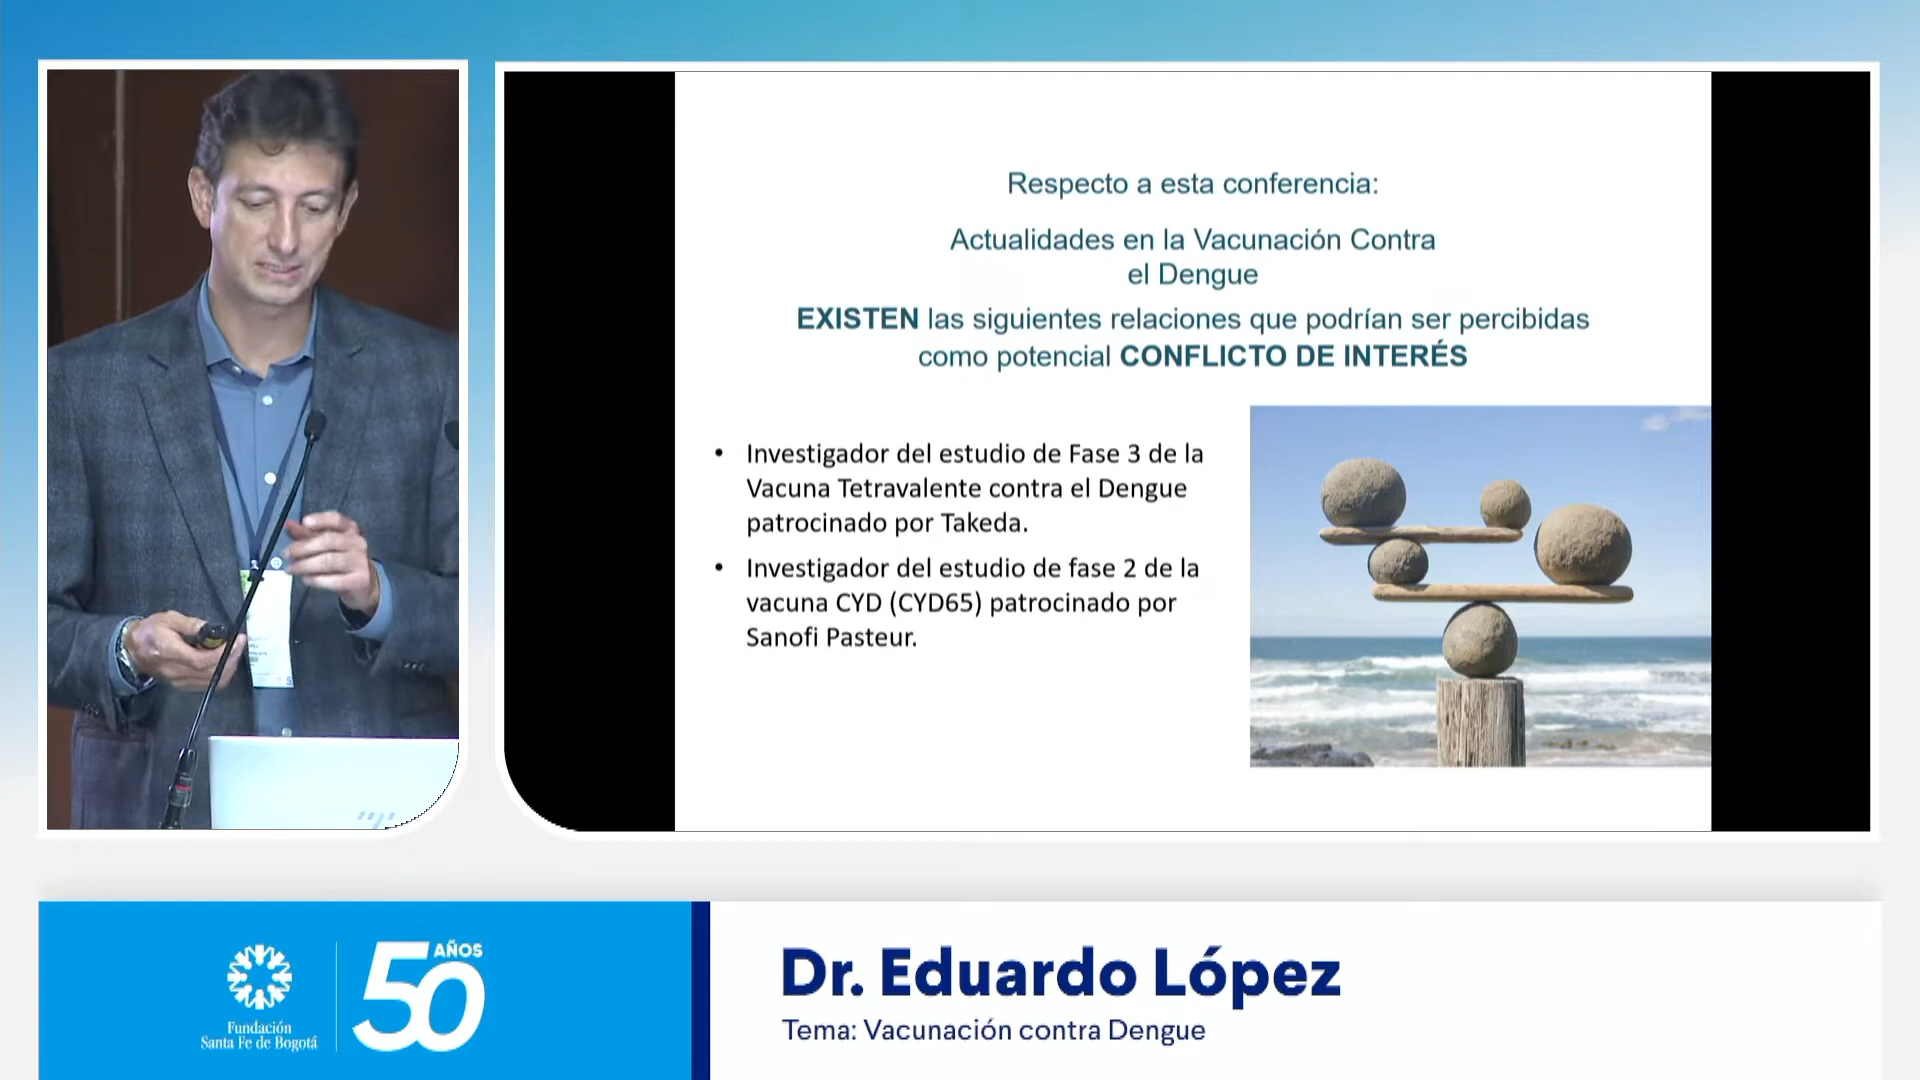 Respecto a esta conferencia:
Actualidades en la Vacunación Contra
el Dengue
EXISTEN las siguientes relaciones que podrían ser percibidas
como potencial CONFLICTO DE INTERÉS
• Investigador del estudio de Fase 3 de la
Vacuna Tetravalente contra el Dengue
patrocinado por Takeda.
• Investigador del estudio de fase 2 de la
vacuna CYD (CYD65) patrocinado por
Sanofi Pasteur.
Fundación
Santa Fe de Bogotá
50 AÑOS
Dr. Eduardo López
Tema: Vacunación contra Dengue